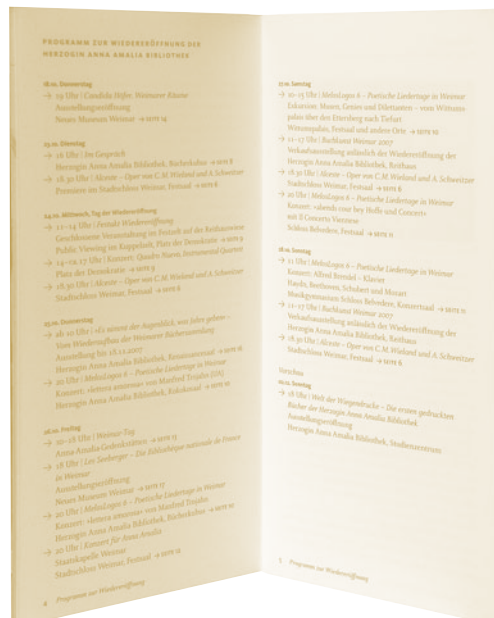 PROGRAMM ZUR WIEDERERÖFFNUNG DER
HERZOGIN ANNA AMALIA BIBLIOTHEK
18.10. Donnerstag
→ 19 Uhr | Candida Höfer, Weimarer Räume
Ausstellungseröffnung
Neues Museum Weimar → SEITE 14
23.10. Dienstag
→ 16 Uhr | Im Gespräch
Herzogin Anna Amalia Bibliothek, Bücherkubus → SEITE 8
→ 18.30 Uhr | Alceste – Oper von C.M. Wieland und A. Schweitzer
Premiere im Stadtschloss Weimar, Festsaal → SEITE 6
24.10. Mittwoch, Tag der Wiedereröffnung
→ 11–14 Uhr | Festakt Wiedereröffnung
Geschlossene Veranstaltung im Festzelt auf der Reithauswiese
Public Viewing im Kuppelzelt, Platz der Demokratie → SEITE 9
→ 14–ca. 17 Uhr | Konzert: Quadro Nuevo, Instrumental Quartet
Platz der Demokratie → SEITE 9
→ 18.30 Uhr | Alceste – Oper von C.M. Wieland und A. Schweitzer
Stadtschloss Weimar, Festsaal → SEITE 6
25.10. Donnerstag
→ ab 10 Uhr | »Es nimmt der Augenblick, was Jahre geben« –
Vom Wiederaufbau der Weimarer Büchersammlung
Ausstellung bis 18.11.2007
Herzogin Anna Amalia Bibliothek, Renaissancesaal → SEITE 16
→ 20 Uhr | MelosLogos 6 – Poetische Liedertage in Weimar
Konzert: »lettera amorosa« von Manfred Trojahn [UA]
Herzogin Anna Amalia Bibliothek, Rokokosaal → SEITE 10
26.10. Freitag
→ 10–18 Uhr | Weimar-Tag
Anna-Amalia-Gedenkstätten → SEITE 13
→ 18 Uhr | Leo Seeberger – Die Bibliothèque nationale de France
in Weimar
Ausstellungseröffnung
Neues Museum Weimar → SEITE 17
→ 20 Uhr | MelosLogos 6 – Poetische Liedertage in Weimar
Konzert: »lettera amorosa« von Manfred Trojahn
Herzogin Anna Amalia Bibliothek, Bücherkubus → SEITE 10
→ 20 Uhr | Konzert für Anna Amalia
Staatskapelle Weimar
Stadtschloss Weimar, Festsaal → SEITE 12
4 Programm zur Wiedereröffnung
27.10. Samstag
→ 10–15 Uhr | MelosLogos 6 – Poetische Liedertage in Weimar
Exkursion: Musen, Genies und Dilettanten – vom Wittums-
palais über den Ettersberg nach Tiefurt
Wittumspalais, Festsaal und andere Orte → SEITE 10
→ 11–17 Uhr | Buchkunst Weimar 2007
Verkaufsausstellung anlässlich der Wiedereröffnung der
Herzogin Anna Amalia Bibliothek, Reithaus
→ 18.30 Uhr | Alceste – Oper von C.M. Wieland und A. Schweitzer
Stadtschloss Weimar, Festsaal → SEITE 6
→ 20 Uhr | MelosLogos 6 – Poetische Liedertage in Weimar
Konzert: »abends cour bey Hoffe und Concert«
mit Il Concerto Viennese
Schloss Belvedere, Festsaal → SEITE 11
28.10. Sonntag
→ 11 Uhr | MelosLogos 6 – Poetische Liedertage in Weimar
Konzert: Alfred Brendel – Klavier
Haydn, Beethoven, Schubert und Mozart
Musikgymnasium Schloss Belvedere, Konzertsaal → SEITE 11
→ 11–17 Uhr | Buchkunst Weimar 2007
Verkaufsausstellung anlässlich der Wiedereröffnung der
Herzogin Anna Amalia Bibliothek, Reithaus
→ 18.30 Uhr | Alceste – Oper von C.M. Wieland und A. Schweitzer
Stadtschloss Weimar, Festsaal → SEITE 6
Vorschau
Sonntag
→ 18 Uhr | Welt der Wiegendrucke – Die ersten gedruckten
Bücher der Herzogin Anna Amalia Bibliothek
Ausstellungseröffnung
Herzogin Anna Amalia Bibliothek, Studienzentrum
5 Programm zur Wiedereröffnung